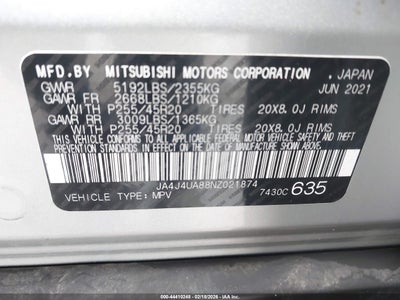 MFD.BY MITSUBISHI MOTORS CORPORATION, JAPAN
GVWR 5192LBS/2355KG JUN 2021
GAWR FR 2668LBS/1210KG
WITH P255/45R20 TIRES 20X8.0J RIMS
GAWR RR 3009LBS/1365KG
WITH P255/45R20 TIRES 20X8.0J RIMS
THIS VEHICLE CONFORMS TO ALL APPLICABLE
FEDERAL MOTOR VEHICLE SAFETY AND THEFT
PREVENTION STANDARDS IN EFFECT ON THE DATE
OF MANUFACTURE SHOWN ABOVE.
JA4J4UA88NZ021874
VEHICLE TYPE: MPV 7430C 635
000-44410248 - 02/18/2026 - IAAI.COM